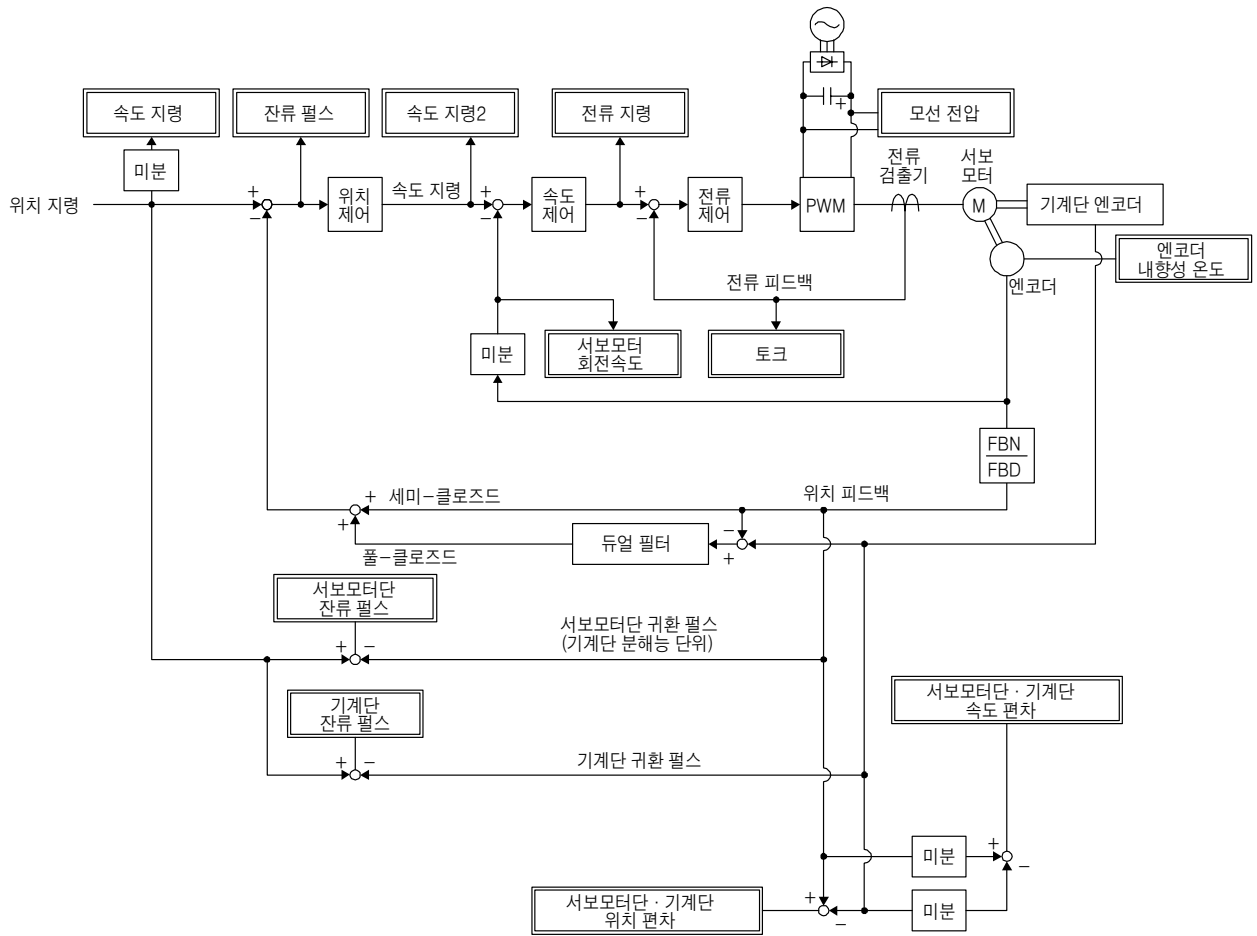 속도 지령
잔류 펄스
속도 지령2
전류 지령
모선 전압
미분
위치 지령
+
−
위치
제어
속도 지령
+
−
속도
제어
+
−
전류
제어
PWM
+
전류
검출기
서보
모터
M
기계단 엔코더
엔코더
내향성 온도
엔코더
전류 피드백
미분
서보모터
회전속도
토크
FBN
FBD
+
세미-클로즈드
위치 피드백
+
풀-클로즈드
듀얼 필터
−
+
서보모터단
잔류 펄스
+
−
서보모터단 귀환 펄스
(기계단 분해능 단위)
기계단
잔류 펄스
+
−
기계단 귀환 펄스
서보모터단 · 기계단
속도 편차
미분
+
−
서보모터단 · 기계단
위치 편차
+
−
미분